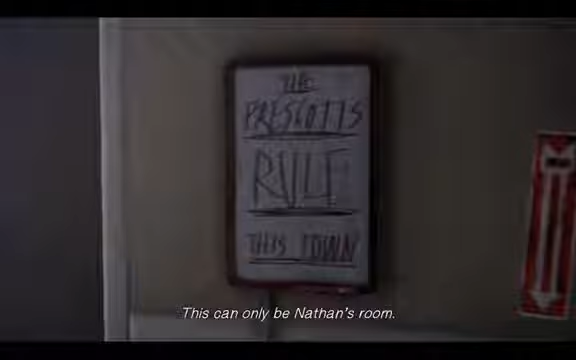 THE
PRESCOTTS
RULE
THIS TOWN
This can only be Nathan's room.